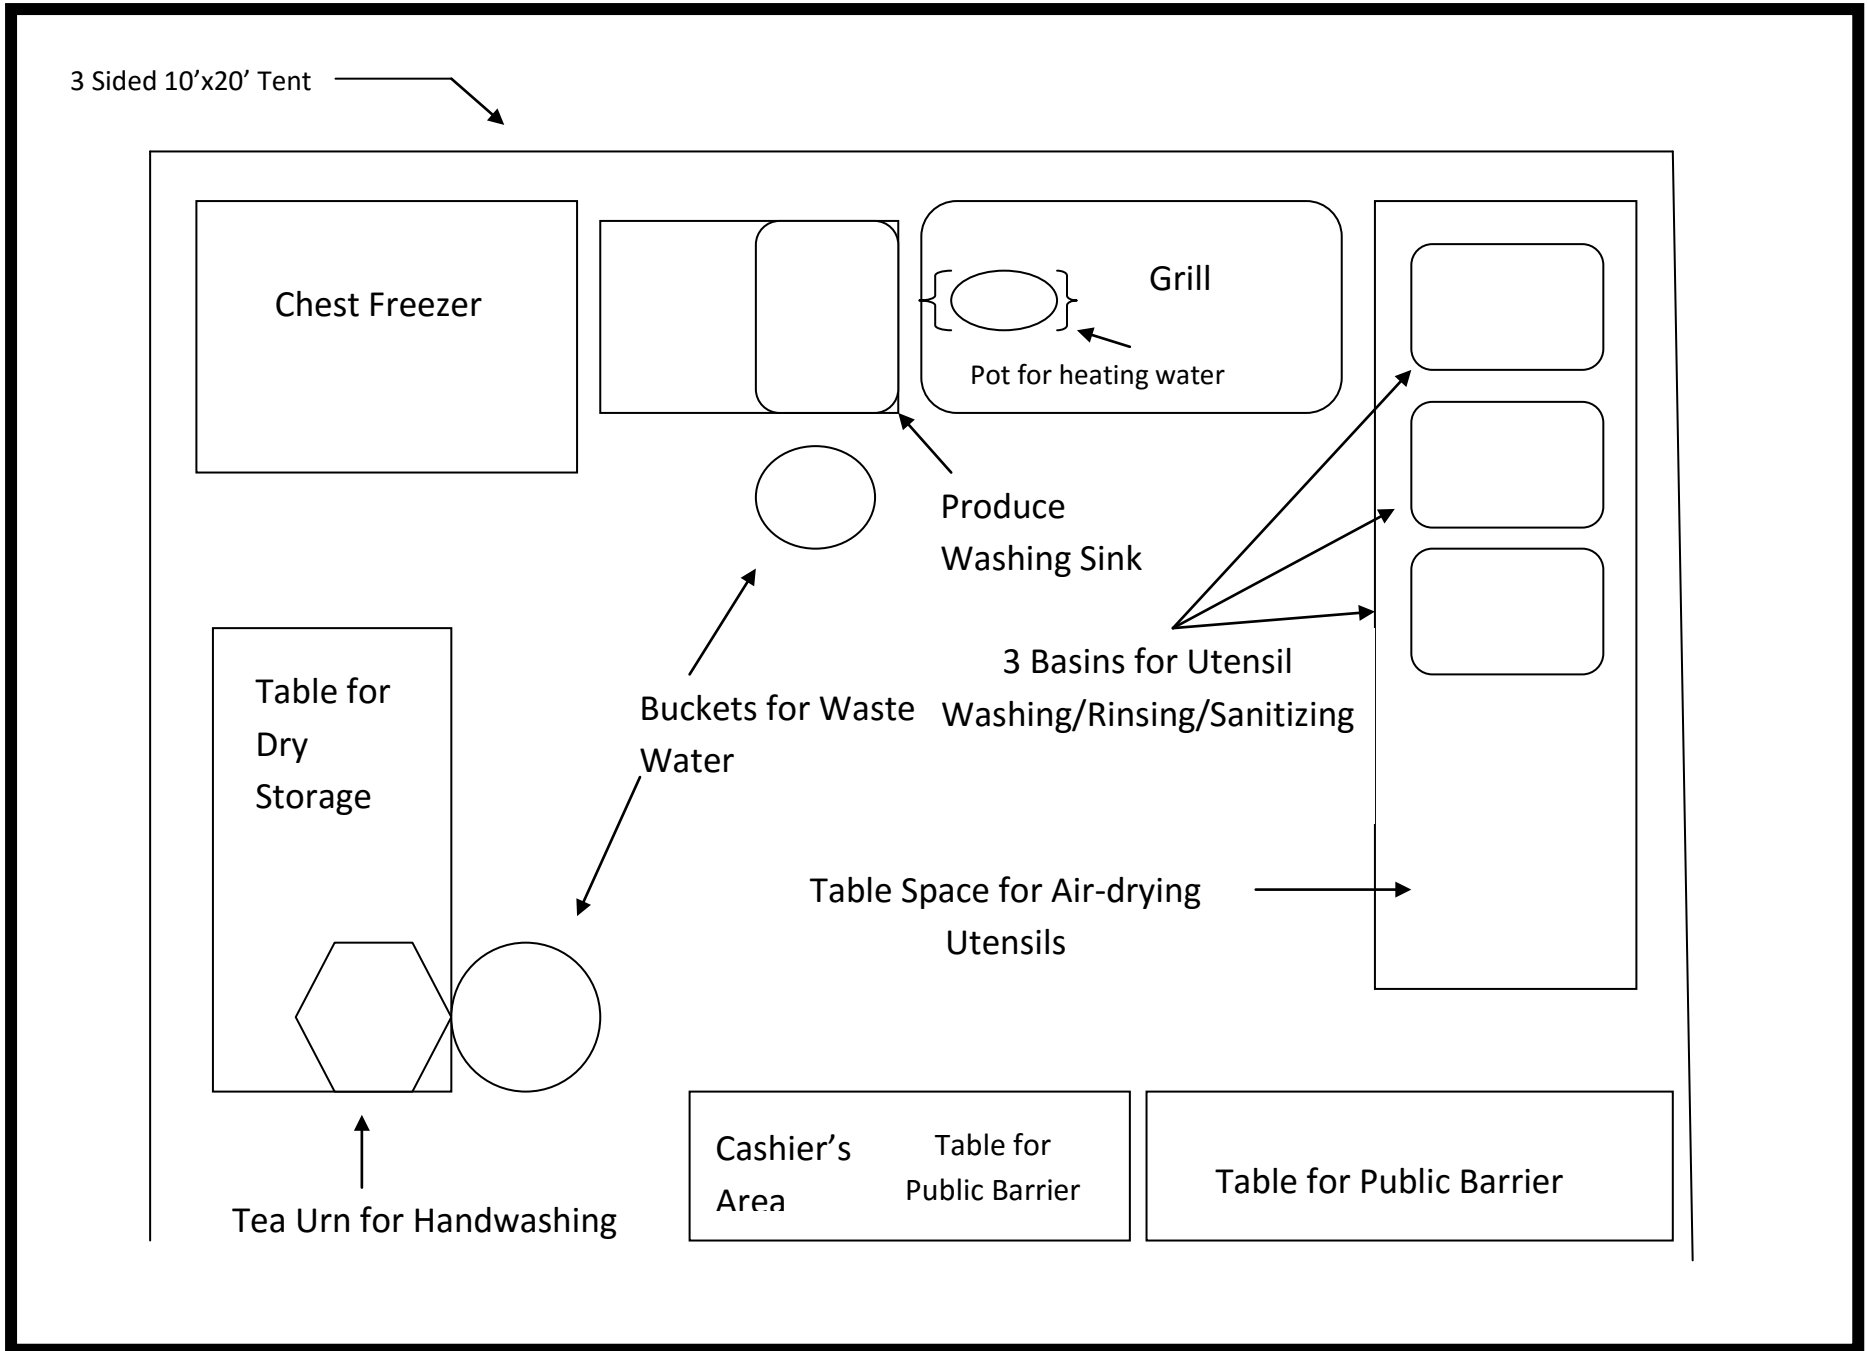 3 Sided 10’x20’ Tent
Chest Freezer
Grill
Pot for heating water
Produce
Washing Sink
3 Basins for Utensil
Washing/Rinsing/Sanitizing
Table for
Dry
Storage
Buckets for Waste
Water
Table Space for Air-drying
Utensils
Cashier’s
Area
Table for
Public Barrier
Table for Public Barrier
Tea Urn for Handwashing